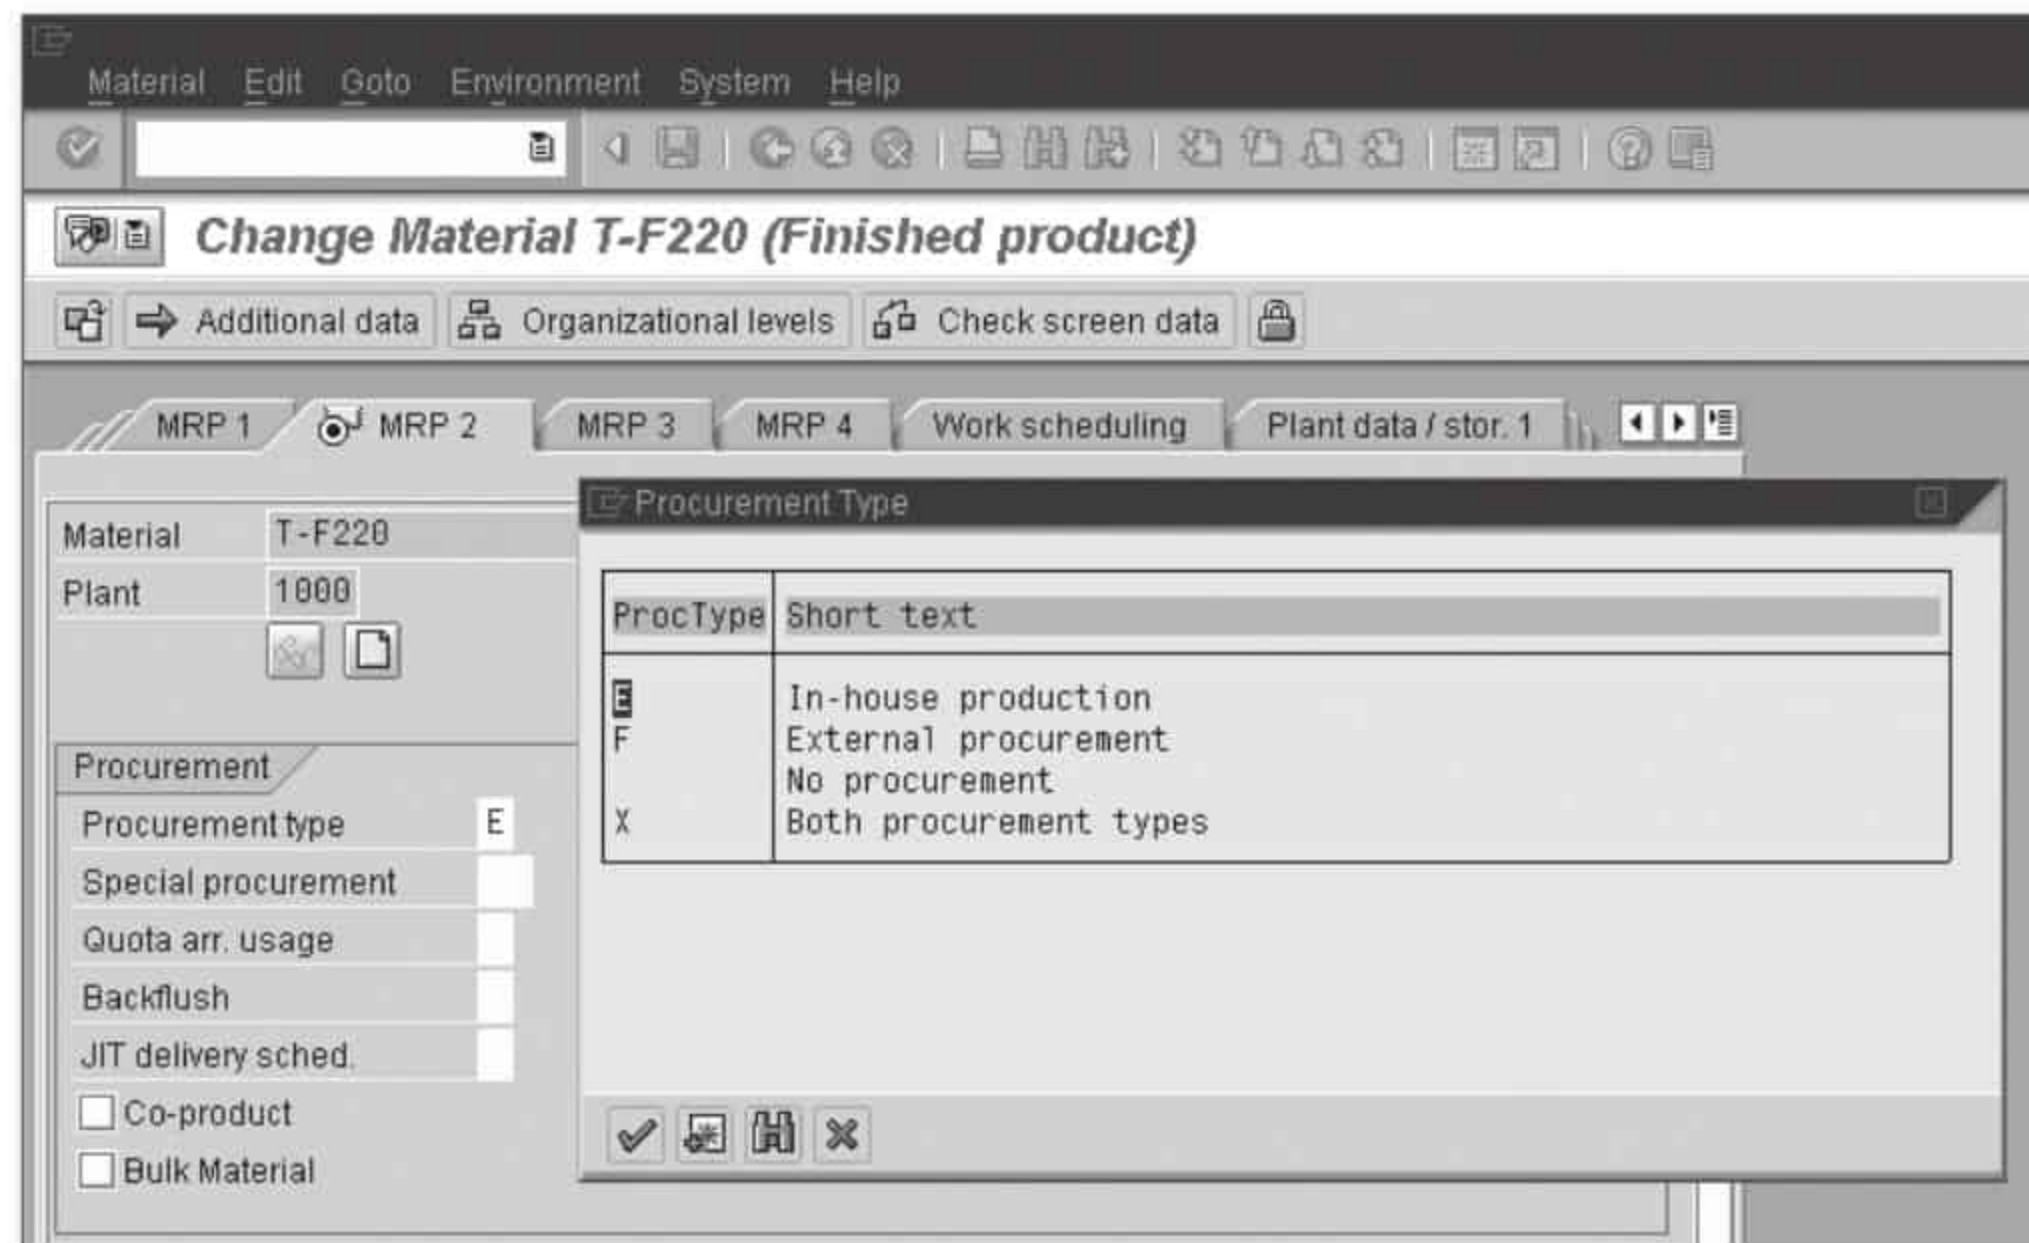 Material Edit Goto Environment System Help
Change Material T-F220 (Finished product)
Additional data Organizational levels Check screen data
MRP 1 MRP 2 MRP 3 MRP 4 Work scheduling Plant data / stor. 1
Material T-F220
Plant 1000
Procurement
Procurement type E
Special procurement
Quota arr. usage
Backflush
JIT delivery sched.
Co-product
Bulk Material
Procurement Type
ProcType Short text
E In-house production
F External procurement
No procurement
X Both procurement types